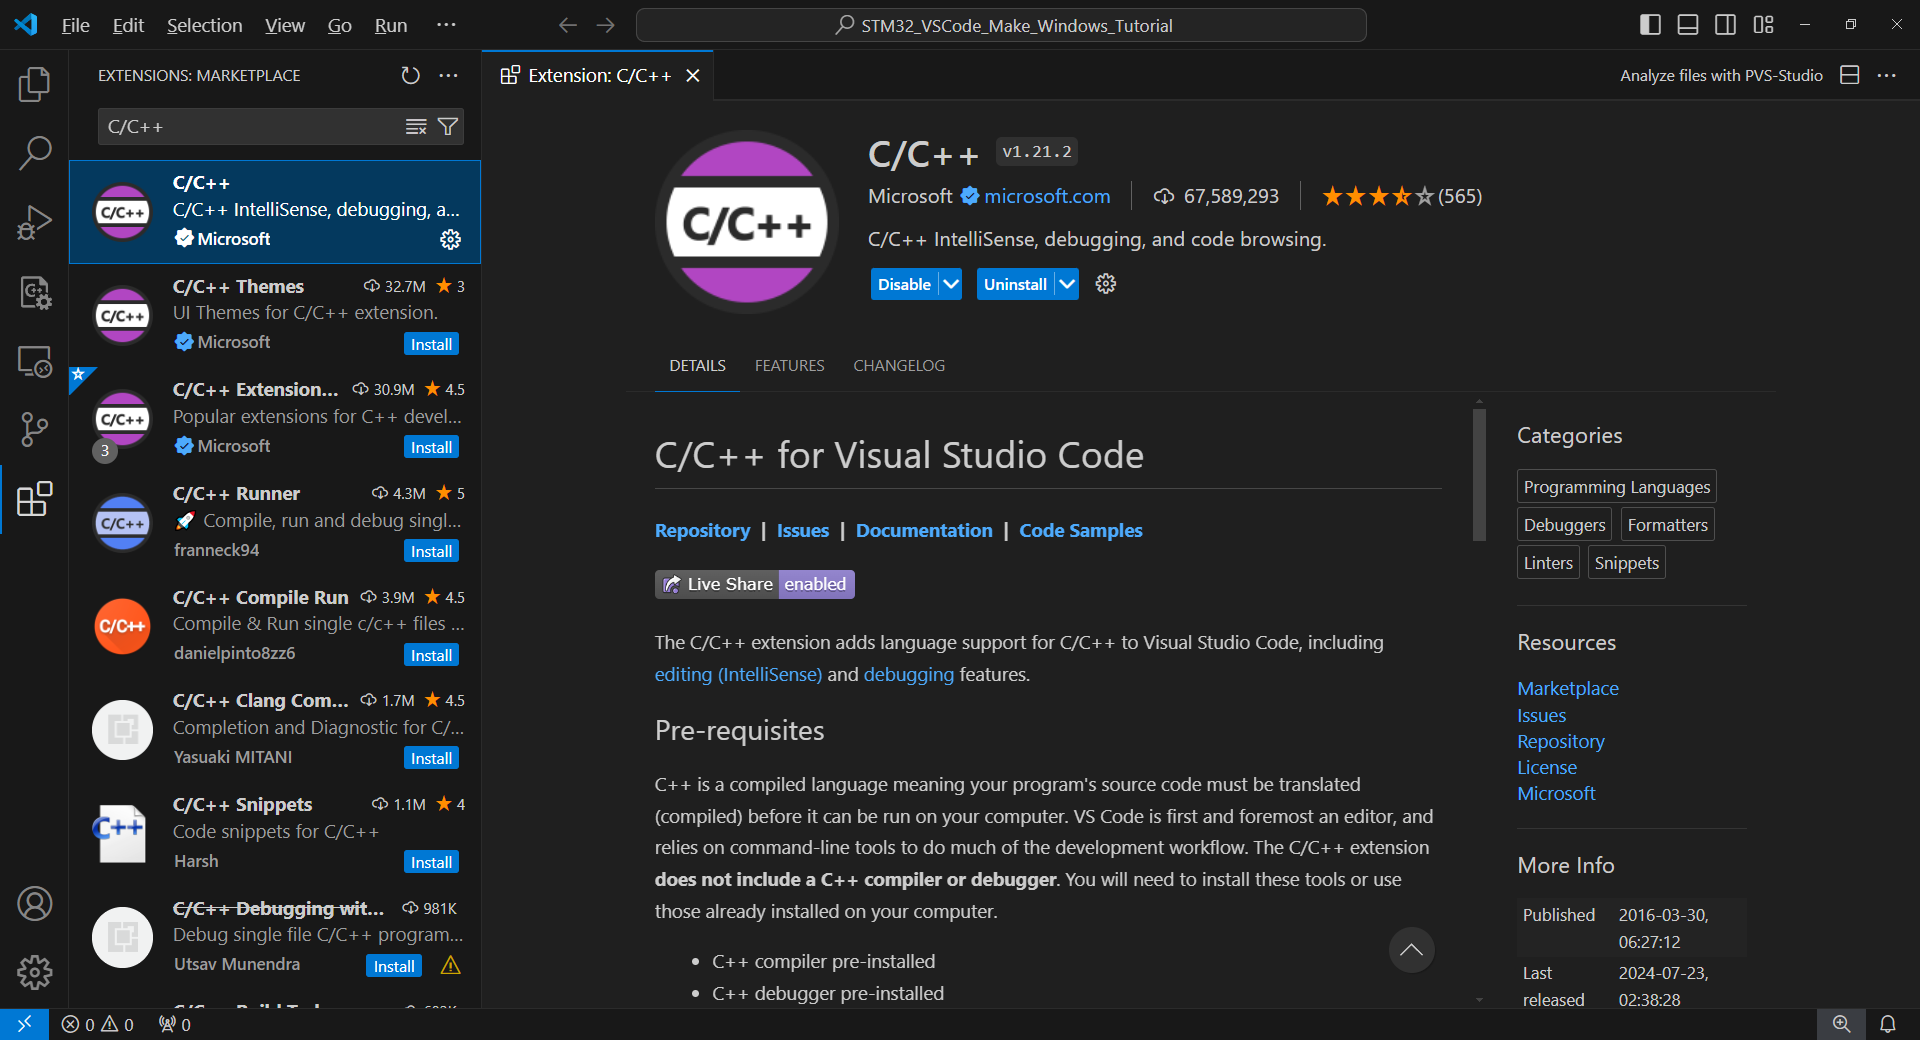 File Edit Selection View Go Run ···
STM32_VSCode_Make_Windows_Tutorial
EXTENSIONS: MARKETPLACE
C/C++
C/C++
C/C++
C/C++ IntelliSense, debugging, a...
Microsoft
C/C++
C/C++ Themes 32.7M 3
UI Themes for C/C++ extension.
Microsoft Install
C/C++
3
C/C++ Extension... 30.9M 4.5
Popular extensions for C++ devel...
Microsoft Install
C/C++
C/C++ Runner 4.3M 5
🚀 Compile, run and debug singl...
franneck94 Install
C/C++
C/C++ Compile Run 3.9M 4.5
Compile & Run single c/c++ files ...
danielpinto8zz6 Install
C/C++ Clang Com... 1.7M 4.5
Completion and Diagnostic for C/...
Yasuaki MITANI Install
C++
C/C++ Snippets 1.1M 4
Code snippets for C/C++
Harsh Install
C/C++ Debugging wit... 981K
Debug single file C/C++ program...
Utsav Munendra Install
Extension: C/C++
Analyze files with PVS-Studio
C/C++
C/C++ v1.21.2
Microsoft microsoft.com 67,589,293 (565)
C/C++ IntelliSense, debugging, and code browsing.
Disable Uninstall
DETAILS FEATURES CHANGELOG
C/C++ for Visual Studio Code
Repository | Issues | Documentation | Code Samples
Live Share enabled
The C/C++ extension adds language support for C/C++ to Visual Studio Code, including
editing (IntelliSense) and debugging features.
Pre-requisites
C++ is a compiled language meaning your program's source code must be translated
(compiled) before it can be run on your computer. VS Code is first and foremost an editor, and
relies on command-line tools to do much of the development workflow. The C/C++ extension
does not include a C++ compiler or debugger. You will need to install these tools or use
those already installed on your computer.
• C++ compiler pre-installed
• C++ debugger pre-installed
Categories
Programming Languages
Debuggers Formatters
Linters Snippets
Resources
Marketplace
Issues
Repository
License
Microsoft
More Info
Published 2016-03-30,
06:27:12
Last 2024-07-23,
released 02:38:28
0 0 0